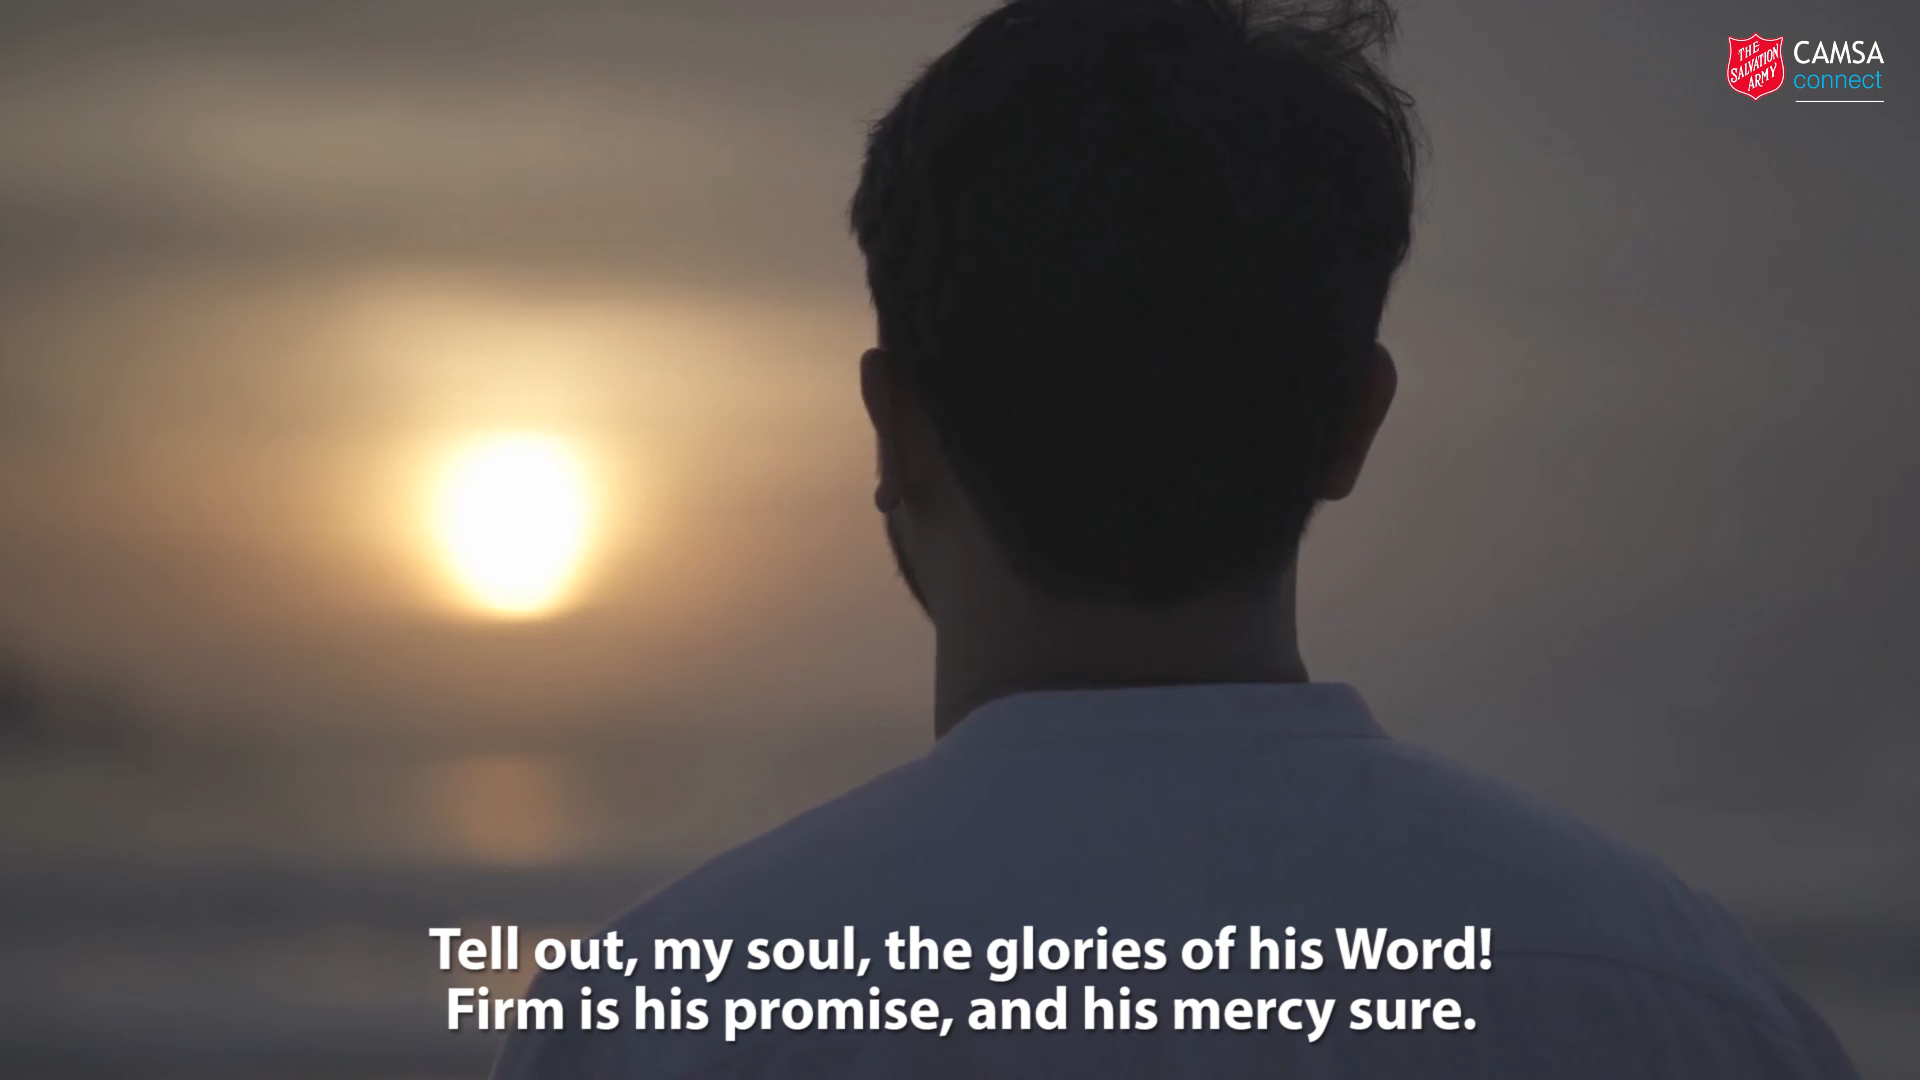 THE
SALVATION
ARMY
CAMSA
connect
Tell out, my soul, the glories of his Word!
Firm is his promise, and his mercy sure.